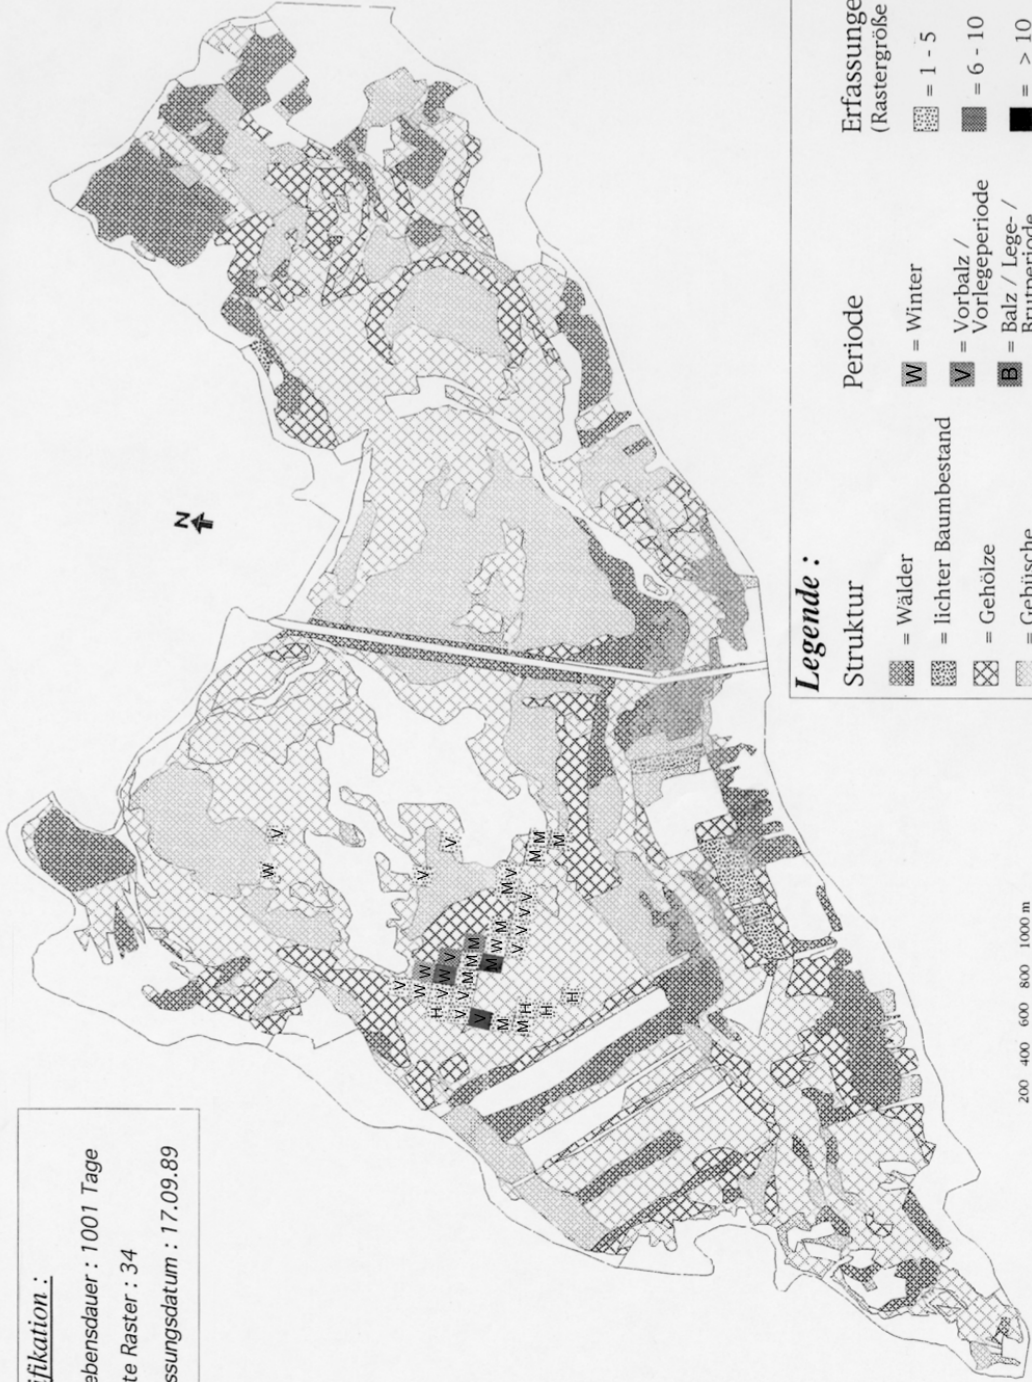 ifikation :
ebensdauer : 1001 Tage
te Raster : 34
ssungsdatum : 17.09.89
N
W
V
V
V
V
W
W
H
V
W
V
V
V
M
M
M
M
M
W
M
M
V
V
V
V
V
M
M
M
M
M
M
H
H
H
Legende :
Struktur
= Wälder
= lichter Baumbestand
= Gehölze
= Gebüsche
Periode
W = Winter
V = Vorbalz /
Vorlegeperiode
B = Balz / Lege- /
Brutperiode
Erfassunge
(Rastergröße
= 1 - 5
= 6 - 10
= > 10
200 400 600 800 1000 m